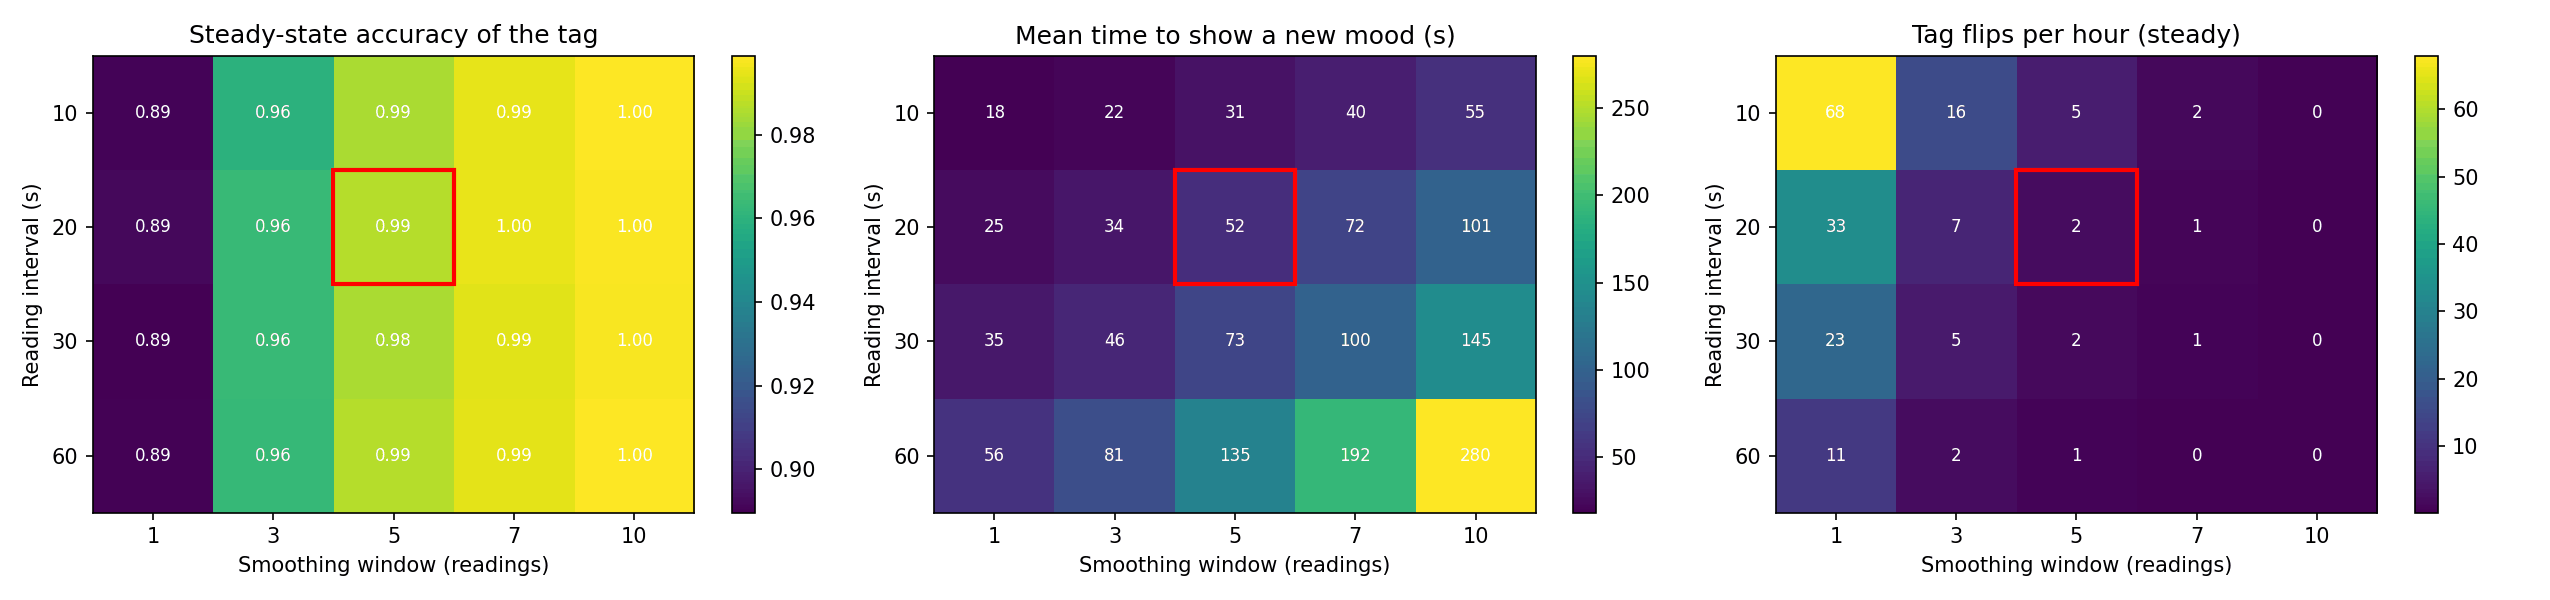 Steady-state accuracy of the tag
Mean time to show a new mood (s)
Tag flips per hour (steady)
Reading interval (s)
10 0.89 0.96 0.99 0.99 1.00
20 0.89 0.96 0.99 1.00 1.00
30 0.89 0.96 0.98 0.99 1.00
60 0.89 0.96 0.99 0.99 1.00
1 3 5 7 10
Smoothing window (readings)
0.98
0.96
0.94
0.92
0.90
Reading interval (s)
10 18 22 31 40 55
20 25 34 52 72 101
30 35 46 73 100 145
60 56 81 135 192 280
1 3 5 7 10
Smoothing window (readings)
250
200
150
100
50
Reading interval (s)
10 68 16 5 2 0
20 33 7 2 1 0
30 23 5 2 1 0
60 11 2 1 0 0
1 3 5 7 10
Smoothing window (readings)
60
50
40
30
20
10